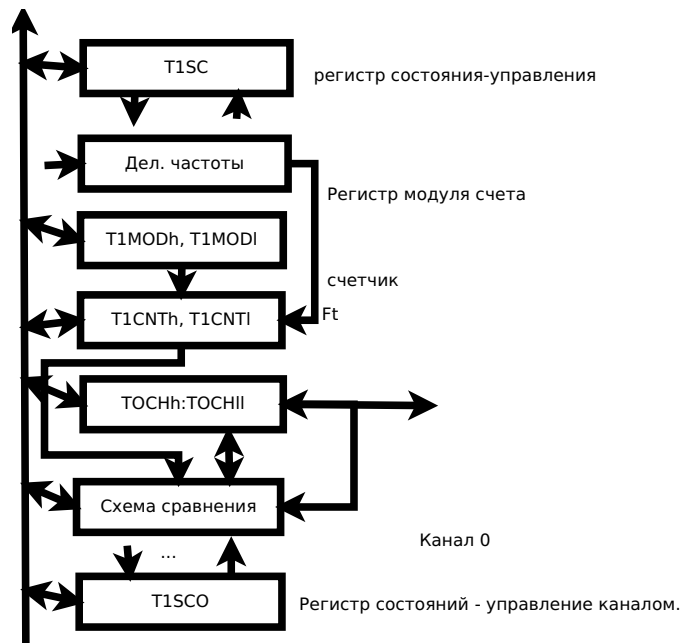 T1SC
регистр состояния-управления
Дел. частоты
Регистр модуля счета
T1MODh, T1MODl
счетчик
T1CNTh, T1CNTl
Ft
TOCHh:TOCHll
Схема сравнения
Канал 0
...
T1SCO
Регистр состояний - управление каналом.